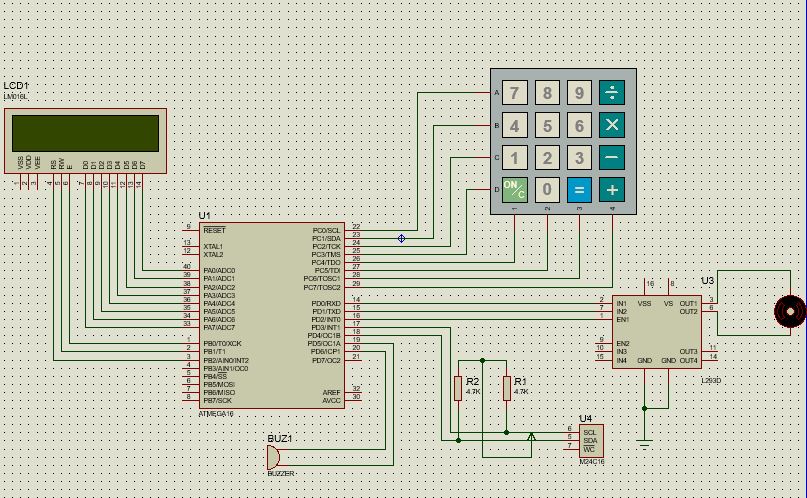 LCD1
LM016L
VSS VDD VEE RS RW E D0 D1 D2 D3 D4 D5 D6 D7
1 2 3 4 5 6 7 8 9 10 11 12 13 14
A 7 8 9 ÷
B 4 5 6 ×
C 1 2 3 −
D ON/C 0 = +
1 2 3 4
U1
9 RESET PC0/SCL 22
PC1/SDA 23
13 XTAL1 PC2/TCK 24
12 XTAL2 PC3/TMS 25
PC4/TDO 26
40 PA0/ADC0 PC5/TDI 27
39 PA1/ADC1 PC6/TOSC1 28
38 PA2/ADC2 PC7/TOSC2 29
37 PA3/ADC3
36 PA4/ADC4 PD0/RXD 14
35 PA5/ADC5 PD1/TXD 15
34 PA6/ADC6 PD2/INT0 16
33 PA7/ADC7 PD3/INT1 17
PD4/OC1B 18
1 PB0/T0/XCK PD5/OC1A 19
2 PB1/T1 PD6/ICP1 20
3 PB2/AIN0/INT2 PD7/OC2 21
4 PB3/AIN1/OC0
5 PB4/SS
6 PB5/MOSI
7 PB6/MISO AREF 32
8 PB7/SCK AVCC 30
ATMEGA16
U3
16 8
2 IN1 VSS VS OUT1 3
7 IN2 OUT2 6
1 EN1
9 EN2
10 IN3 OUT3 11
15 IN4 GND GND OUT4 14
L293D
R2
4.7K
R1
4.7K
U4
6 SCL
5 SDA
7 WC
M24C16
BUZ1
BUZZER